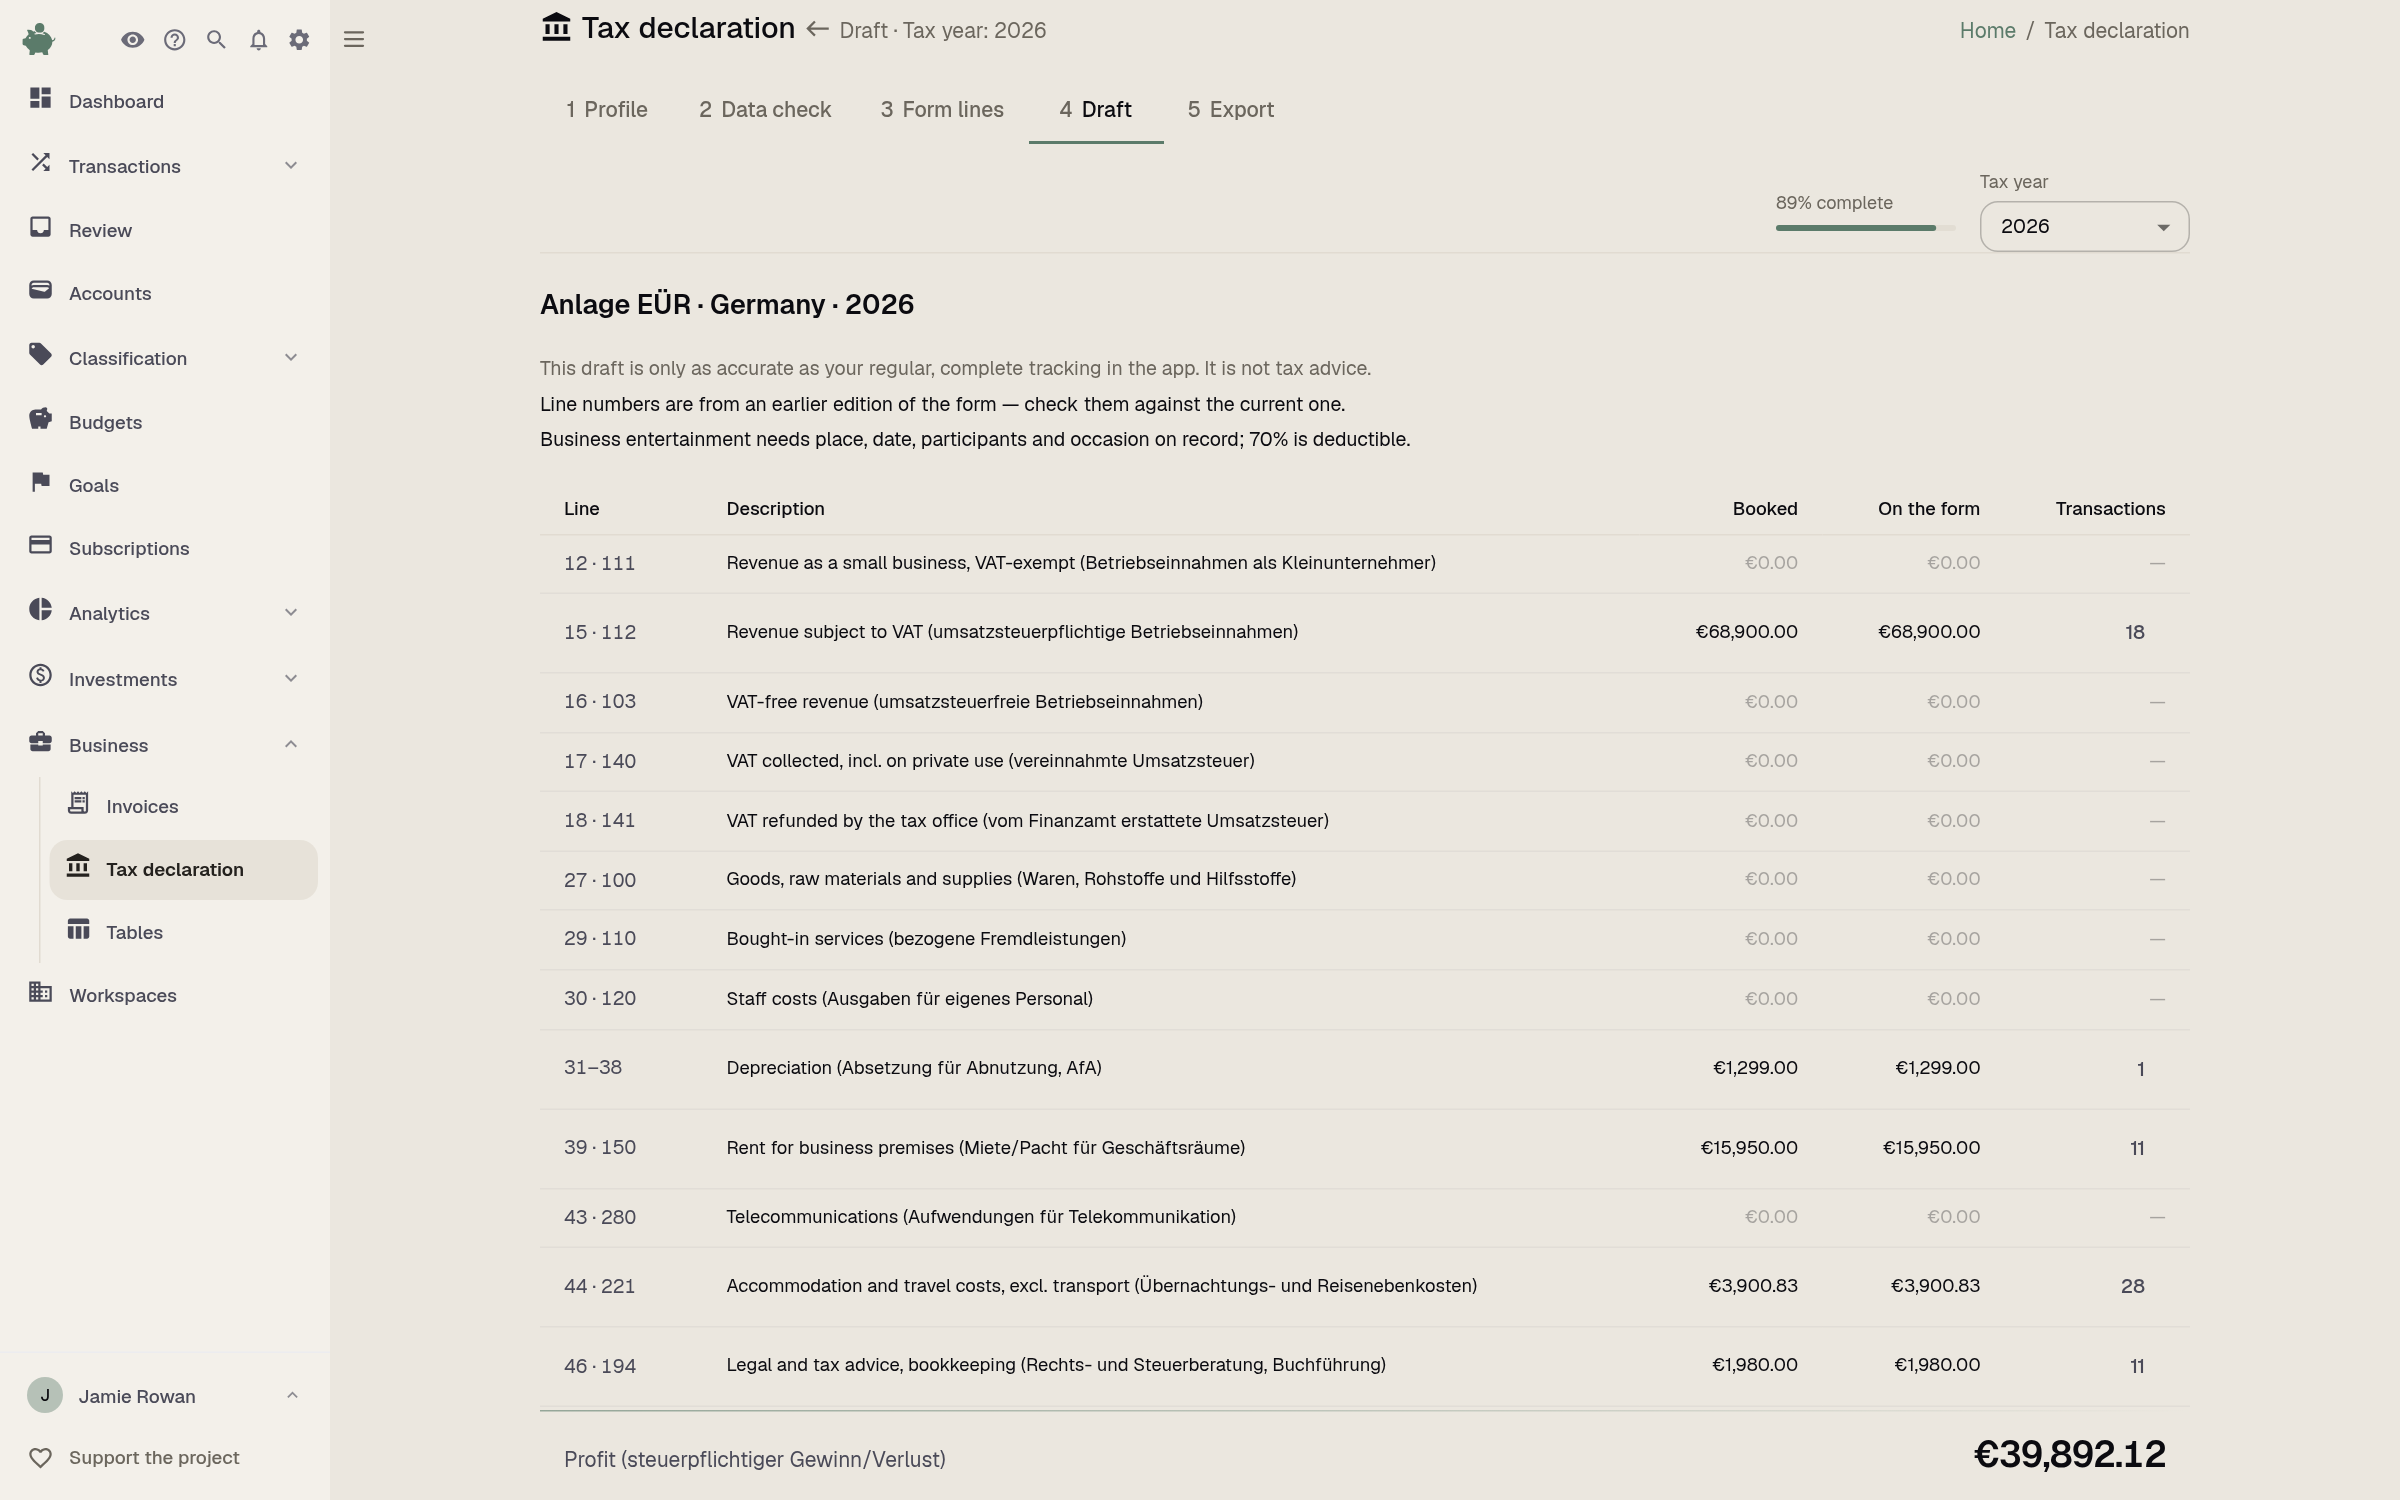 Tax declaration ← Draft · Tax year: 2026
Home / Tax declaration
1 Profile
2 Data check
3 Form lines
4 Draft
5 Export
89% complete
Tax year
2026
Dashboard
Transactions
Review
Accounts
Classification
Budgets
Goals
Subscriptions
Analytics
Investments
Business
Invoices
Tax declaration
Tables
Workspaces
J Jamie Rowan
Support the project
Anlage EÜR · Germany · 2026
This draft is only as accurate as your regular, complete tracking in the app. It is not tax advice.
Line numbers are from an earlier edition of the form — check them against the current one.
Business entertainment needs place, date, participants and occasion on record; 70% is deductible.
Line Description Booked On the form Transactions
12 · 111 Revenue as a small business, VAT-exempt (Betriebseinnahmen als Kleinunternehmer) €0.00 €0.00 —
15 · 112 Revenue subject to VAT (umsatzsteuerpflichtige Betriebseinnahmen) €68,900.00 €68,900.00 18
16 · 103 VAT-free revenue (umsatzsteuerfreie Betriebseinnahmen) €0.00 €0.00 —
17 · 140 VAT collected, incl. on private use (vereinnahmte Umsatzsteuer) €0.00 €0.00 —
18 · 141 VAT refunded by the tax office (vom Finanzamt erstattete Umsatzsteuer) €0.00 €0.00 —
27 · 100 Goods, raw materials and supplies (Waren, Rohstoffe und Hilfsstoffe) €0.00 €0.00 —
29 · 110 Bought-in services (bezogene Fremdleistungen) €0.00 €0.00 —
30 · 120 Staff costs (Ausgaben für eigenes Personal) €0.00 €0.00 —
31–38 Depreciation (Absetzung für Abnutzung, AfA) €1,299.00 €1,299.00 1
39 · 150 Rent for business premises (Miete/Pacht für Geschäftsräume) €15,950.00 €15,950.00 11
43 · 280 Telecommunications (Aufwendungen für Telekommunikation) €0.00 €0.00 —
44 · 221 Accommodation and travel costs, excl. transport (Übernachtungs- und Reisenebenkosten) €3,900.83 €3,900.83 28
46 · 194 Legal and tax advice, bookkeeping (Rechts- und Steuerberatung, Buchführung) €1,980.00 €1,980.00 11
Profit (steuerpflichtiger Gewinn/Verlust) €39,892.12